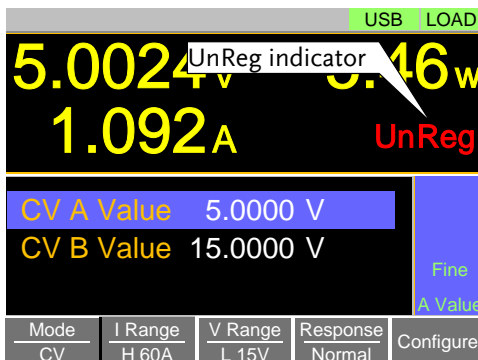 USB LOAD
UnReg indicator
5.0024V 5.46W
1.092A UnReg
CV A Value 5.0000 V
CV B Value 15.0000 V
Fine
A Value
Mode I Range V Range Response Configure
CV H 60A L 15V Normal